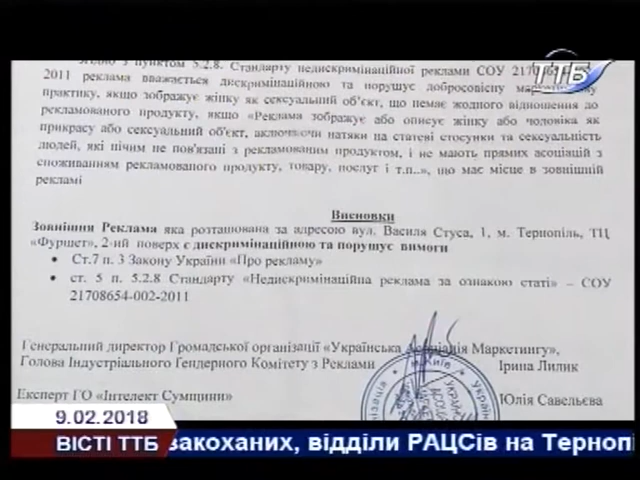 ТТБ
Згідно з пунктом 5.2.8. Стандарту недискримінаційної реклами СОУ
2011 реклама вважається дискримінаційною та порушує добросовісну
практику, якщо зображує жінку як сексуальний об'єкт, що немає жодного відношення до
рекламованого продукту, якщо «Реклама зображує або описує жінку або чоловіка як
прикрасу або сексуальний об'єкт, включаючи натяки на статеві стосунки та сексуальність
людей, які нічим не пов'язані з рекламованим продуктом, і не мають прямих асоціацій з
споживанням рекламованого продукту, товару, послуг і т.п..», що має місце в зовнішній
рекламі
Висновки
Зовнішня Реклама яка розташована за адресою вул. Василя Стуса, 1, м. Тернопіль, ТЦ
«Фуршет», 2-ий поверх є дискримінаційною та порушує вимоги
• Ст.7 п. 3 Закону України «Про рекламу»
• ст. 5 п. 5.2.8 Стандарту «Недискримінаційна реклама за ознакою статі» – СОУ
21708654-002-2011
Генеральний директор Громадської організації «Українська Асоціація Маркетингу»,
Голова Індустріального Ґендерного Комітету з Реклами Ірина Лилик
Експерт ГО «Інтелект Сумщини» Юлія Савельєва
м.Київ
9.02.2018
ВІСТІ ТТБ закоханих, відділи РАЦСів на Терноп